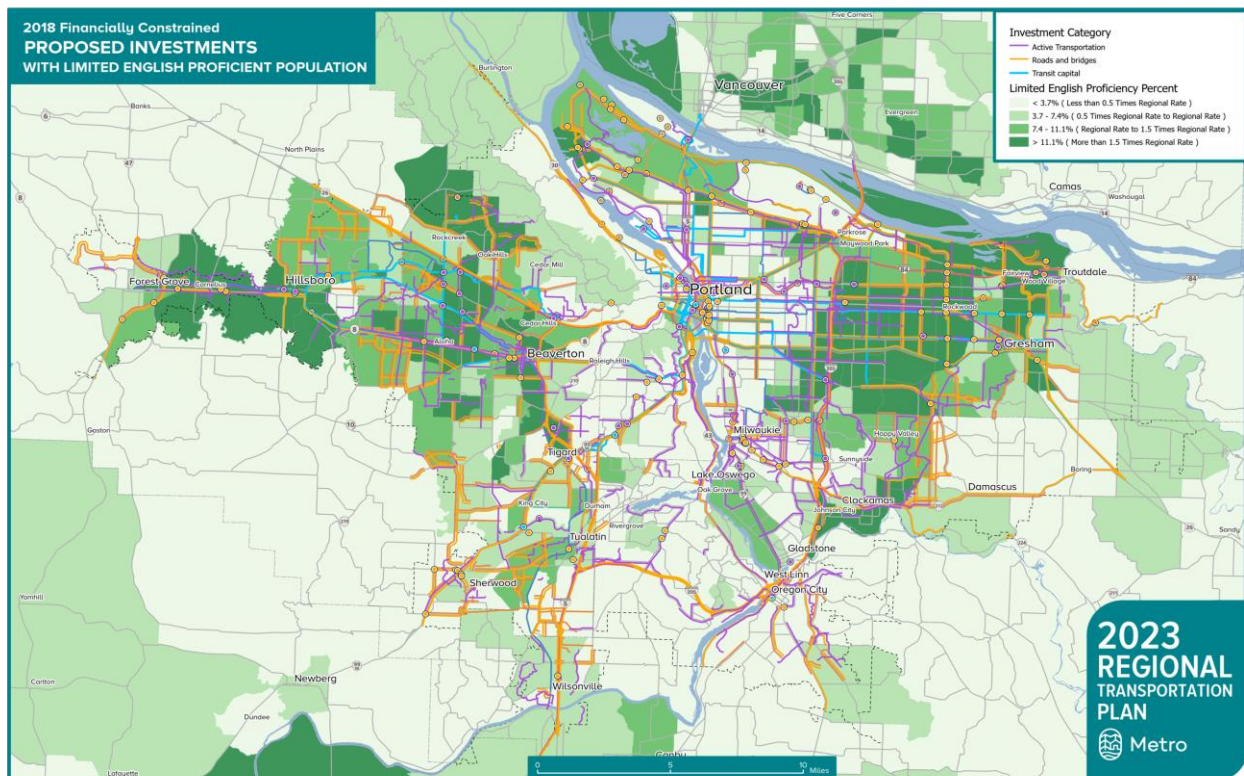 2018 Financially Constrained
PROPOSED INVESTMENTS
WITH LIMITED ENGLISH PROFICIENT POPULATION
Investment Category
Active Transportation
Roads and bridges
Transit capital
Limited English Proficiency Percent
< 3.7% ( Less than 0.5 Times Regional Rate )
3.7 - 7.4% ( 0.5 Times Regional Rate to Regional Rate )
7.4 - 11.1% ( Regional Rate to 1.5 Times Regional Rate )
> 11.1% ( More than 1.5 Times Regional Rate )
Five Corners
Burlington
Vancouver
Evergreen
Banks
North Plains
Camas
Washougal
Rockcreek
Oak Hills
Cedar Mill
Parkrose
Maywood Park
Forest Grove
Cornelius
Hillsboro
Portland
Fairview
Wood Village
Troutdale
Rockwood
Cedar Hills
Aloha
Beaverton
Raleigh Hills
Gresham
Gaston
Milwaukie
Happy Valley
Tigard
Lake Oswego
Sunnyside
Boring
Oak Grove
Damascus
King City
Durham
Clackamas
Johnson City
Rivergrove
Sandy
Tualatin
Gladstone
Sherwood
West Linn
Oregon City
Yamhill
Carlton
Newberg
Wilsonville
Dundee
Canby
Lafayette
0
5
10
Miles
2023
REGIONAL
TRANSPORTATION
PLAN
Metro